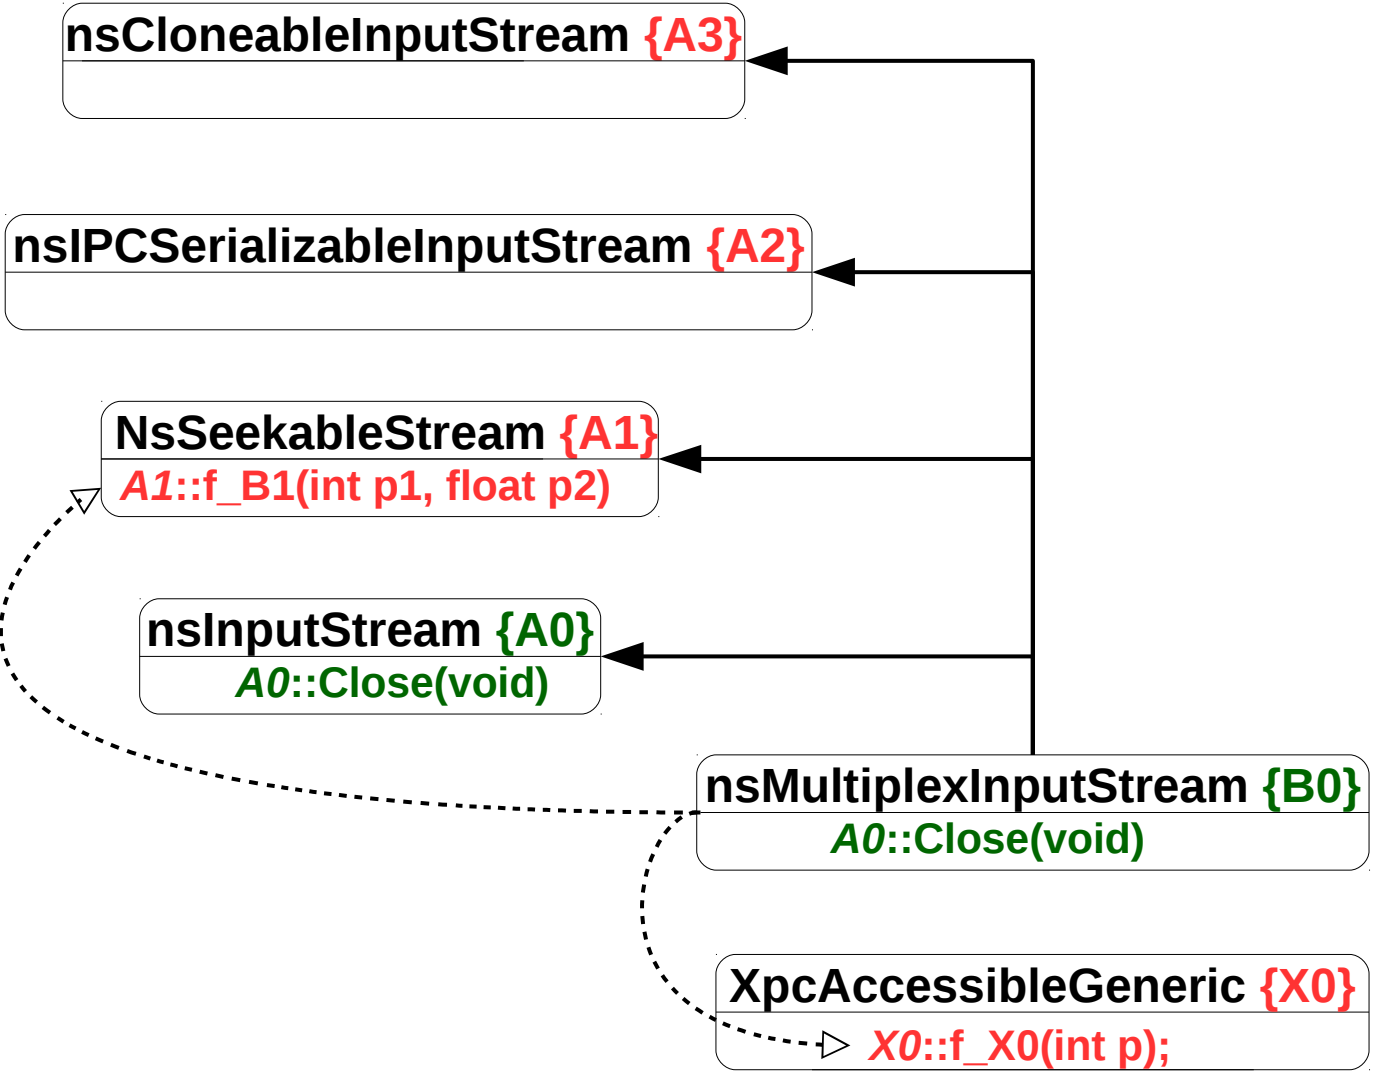 nsCloneableInputStream {A3}
nsIPCSerializableInputStream {A2}
NsSeekableStream {A1}
A1::f_B1(int p1, float p2)
nsInputStream {A0}
A0::Close(void)
nsMultiplexInputStream {B0}
A0::Close(void)
XpcAccessibleGeneric {X0}
X0::f_X0(int p);